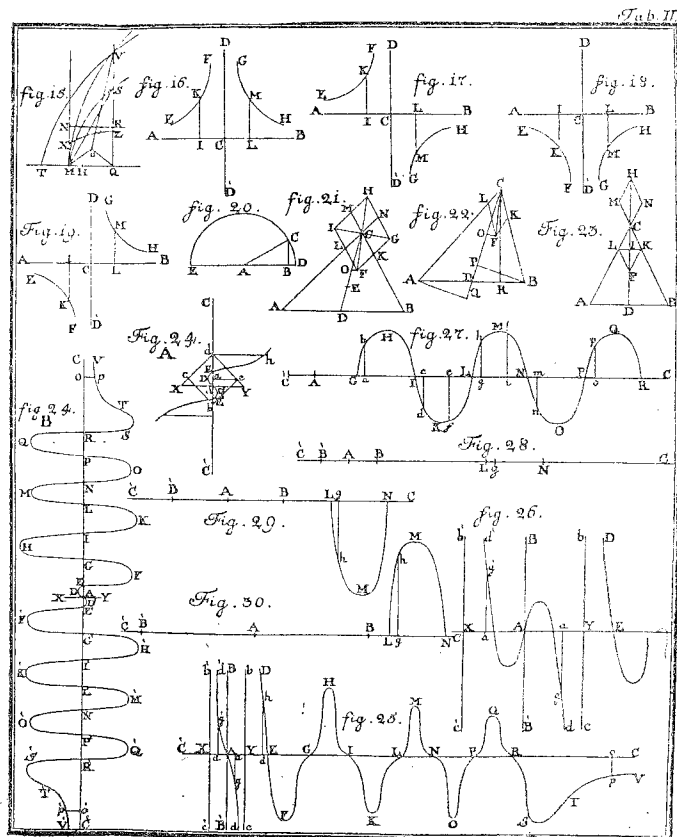 Tab. II
fig. 15.
fig. 16.
fig. 17.
fig. 18.
V
S
N R
X Z
T M H Q
D
F G
K M
E H
A I C L B
D
F
K
E
A I C L B
H
M
G
D
A I C L B
E H
K M
F G
D
Fig. 19.
D G
M
H
A C L B
E
K
F D
fig. 20.
C
E A B D
fig. 21.
H
M N
I C G
L K
O F
E
A D B
fig. 22.
C
L
K
O F
P
A D B
Q R
Fig. 23.
H
M N
C
L I K
F
A D B
Fig. 24.
A
C
d
h
X Y
C
fig. 27.
C A G a I L g i N m P o R
h H M Q
d K n O
Fig. 28.
C B A B L g N C
fig. 24.
B
C V
o p
T
S
Q R
P O
M N
L K
H I
G F
E
D A
X Y
D
F E
G H
K I
L M
O N
P Q
S R
T
V C
Fig. 29.
C B A B L g N C
h
M
Fig. 30.
C B A B L g N C
M
h
fig. 26.
b d B b D
g
X a A a Y E
g
c B d c
fig. 25.
b d B b D
h
H M Q
C X A Y E G I L N P R C
p V
F K O S T
c B d c